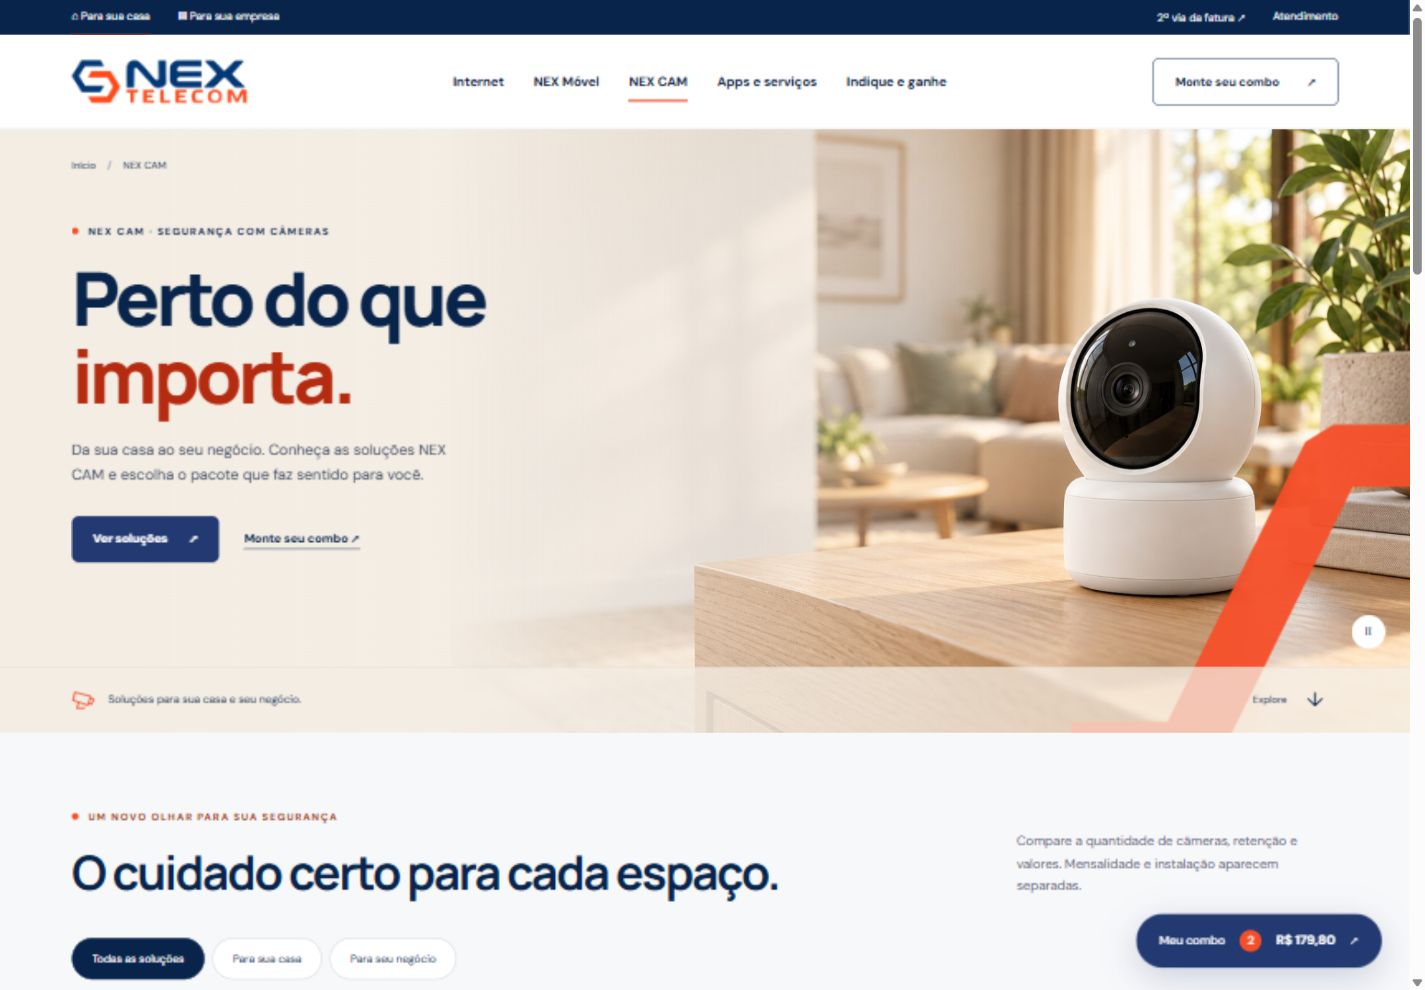 Para sua casa
Para sua empresa
2ª via da fatura ↗
Atendimento
NEX
TELECOM
Internet
NEX Móvel
NEX CAM
Apps e serviços
Indique e ganhe
Monte seu combo ↗
Início / NEX CAM
NEX CAM · SEGURANÇA COM CÂMERAS
Perto do que
importa.
Da sua casa ao seu negócio. Conheça as soluções NEX
CAM e escolha o pacote que faz sentido para você.
Ver soluções ↗
Monte seu combo ↗
Soluções para sua casa e seu negócio.
Explore ↓
UM NOVO OLHAR PARA SUA SEGURANÇA
O cuidado certo para cada espaço.
Compare a quantidade de câmeras, retenção e
valores. Mensalidade e instalação aparecem
separadas.
Todas as soluções
Para sua casa
Para seu negócio
Meu combo 2 R$ 179,80 ↗